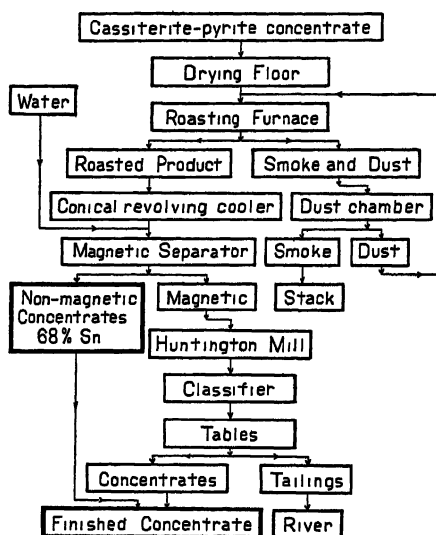 Cassiterite-pyrite concentrate
Drying Floor
Water
Roasting Furnace
Roasted Product
Smoke and Dust
Conical revolving cooler
Dust chamber
Magnetic Separator
Smoke
Dust
Non-magnetic
Concentrates
68% Sn
Magnetic
Stack
Huntington Mill
Classifier
Tables
Concentrates
Tailings
Finished Concentrate
River